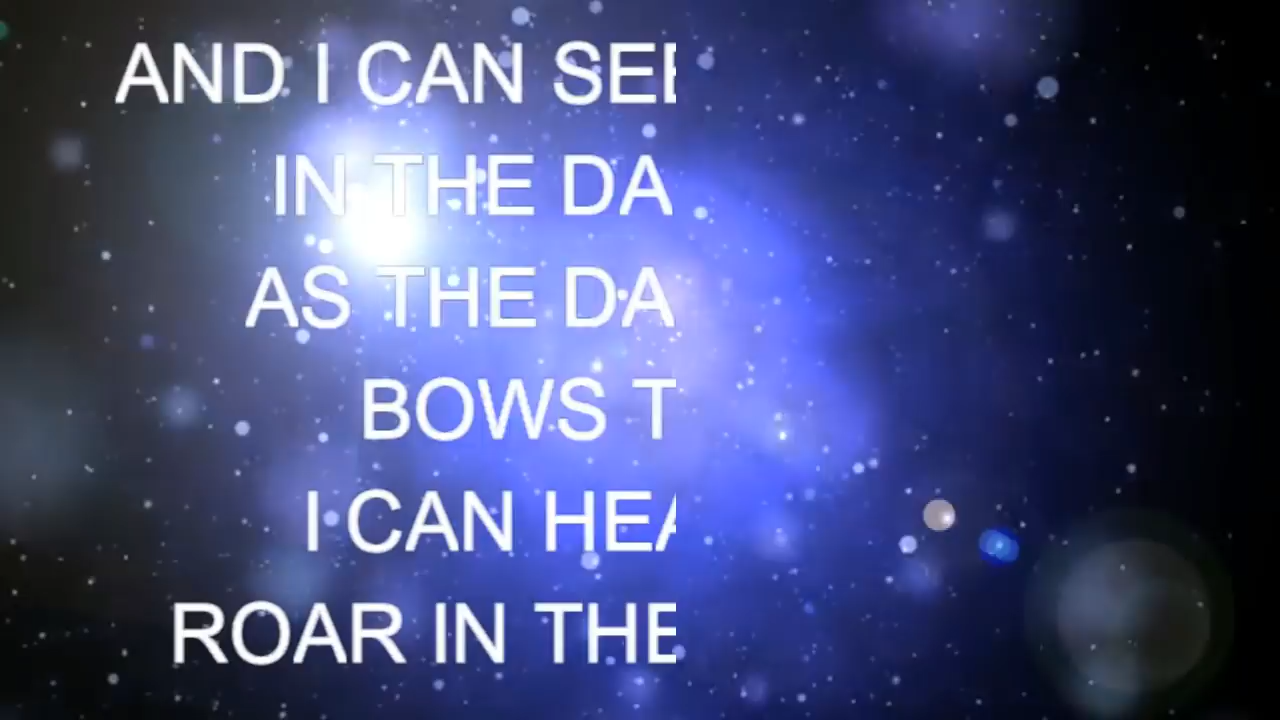 AND I CAN SEE
IN THE DA
AS THE DA
BOWS T
I CAN HEA
ROAR IN THE